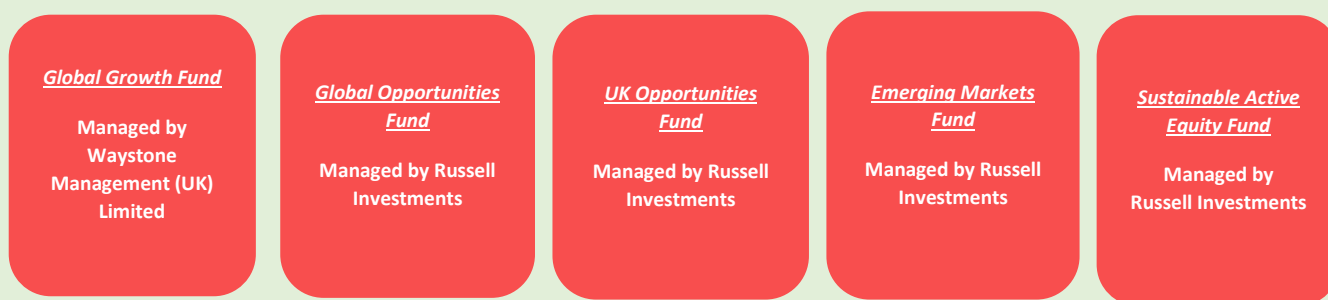 Global Growth Fund
Managed by
Waystone
Management (UK)
Limited
Global Opportunities
Fund
Managed by Russell
Investments
UK Opportunities
Fund
Managed by Russell
Investments
Emerging Markets
Fund
Managed by Russell
Investments
Sustainable Active
Equity Fund
Managed by
Russell Investments